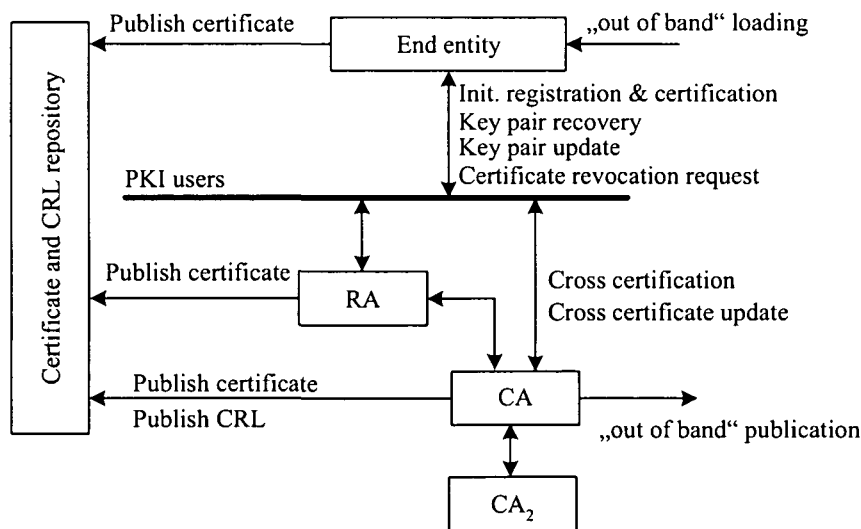 Publish certificate
End entity
„out of band“ loading
Init. registration & certification
Key pair recovery
Key pair update
Certificate revocation request
PKI users
Certificate and CRL repository
Publish certificate
RA
Cross certification
Cross certificate update
Publish certificate
Publish CRL
CA
„out of band“ publication
CA₂